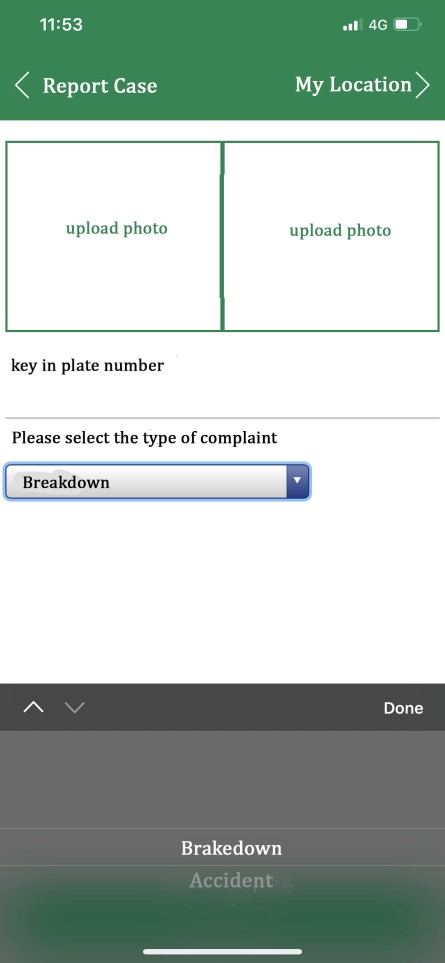 11:53 4G
Report Case My Location
upload photo upload photo
key in plate number
Please select the type of complaint
Breakdown
Done
Brakedown
Accident